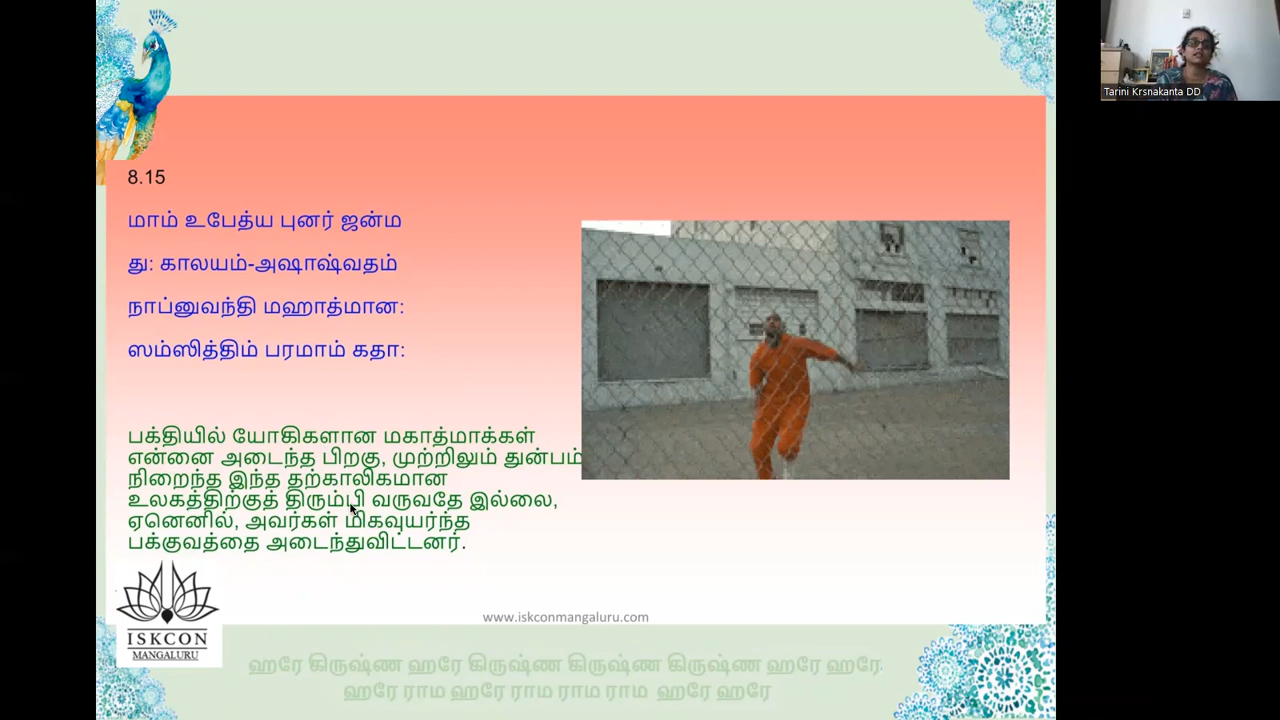 Tarini Krsnakanta DD
8.15
மாம் உபேத்ய புனர் ஜன்ம
து: காலயம்-அஷாஷ்வதம்
நாப்னுவந்தி மஹாத்மான:
ஸம்ஸித்திம் பரமாம் கதா:
பக்தியில் யோகிகளான மகாத்மாக்கள்
என்னை அடைந்த பிறகு, முற்றிலும் துன்பம்
நிறைந்த இந்த தற்காலிகமான
உலகத்திற்குத் திரும்பி வருவதே இல்லை,
ஏனெனில், அவர்கள் மிகவுயர்ந்த
பக்குவத்தை அடைந்துவிட்டனர்.
ISKCON
MANGALURU
www.iskconmangaluru.com
ஹரே கிருஷ்ண ஹரே கிருஷ்ண கிருஷ்ண கிருஷ்ண ஹரே ஹரே
ஹரே ராம ஹரே ராம ராம ராம ஹரே ஹரே